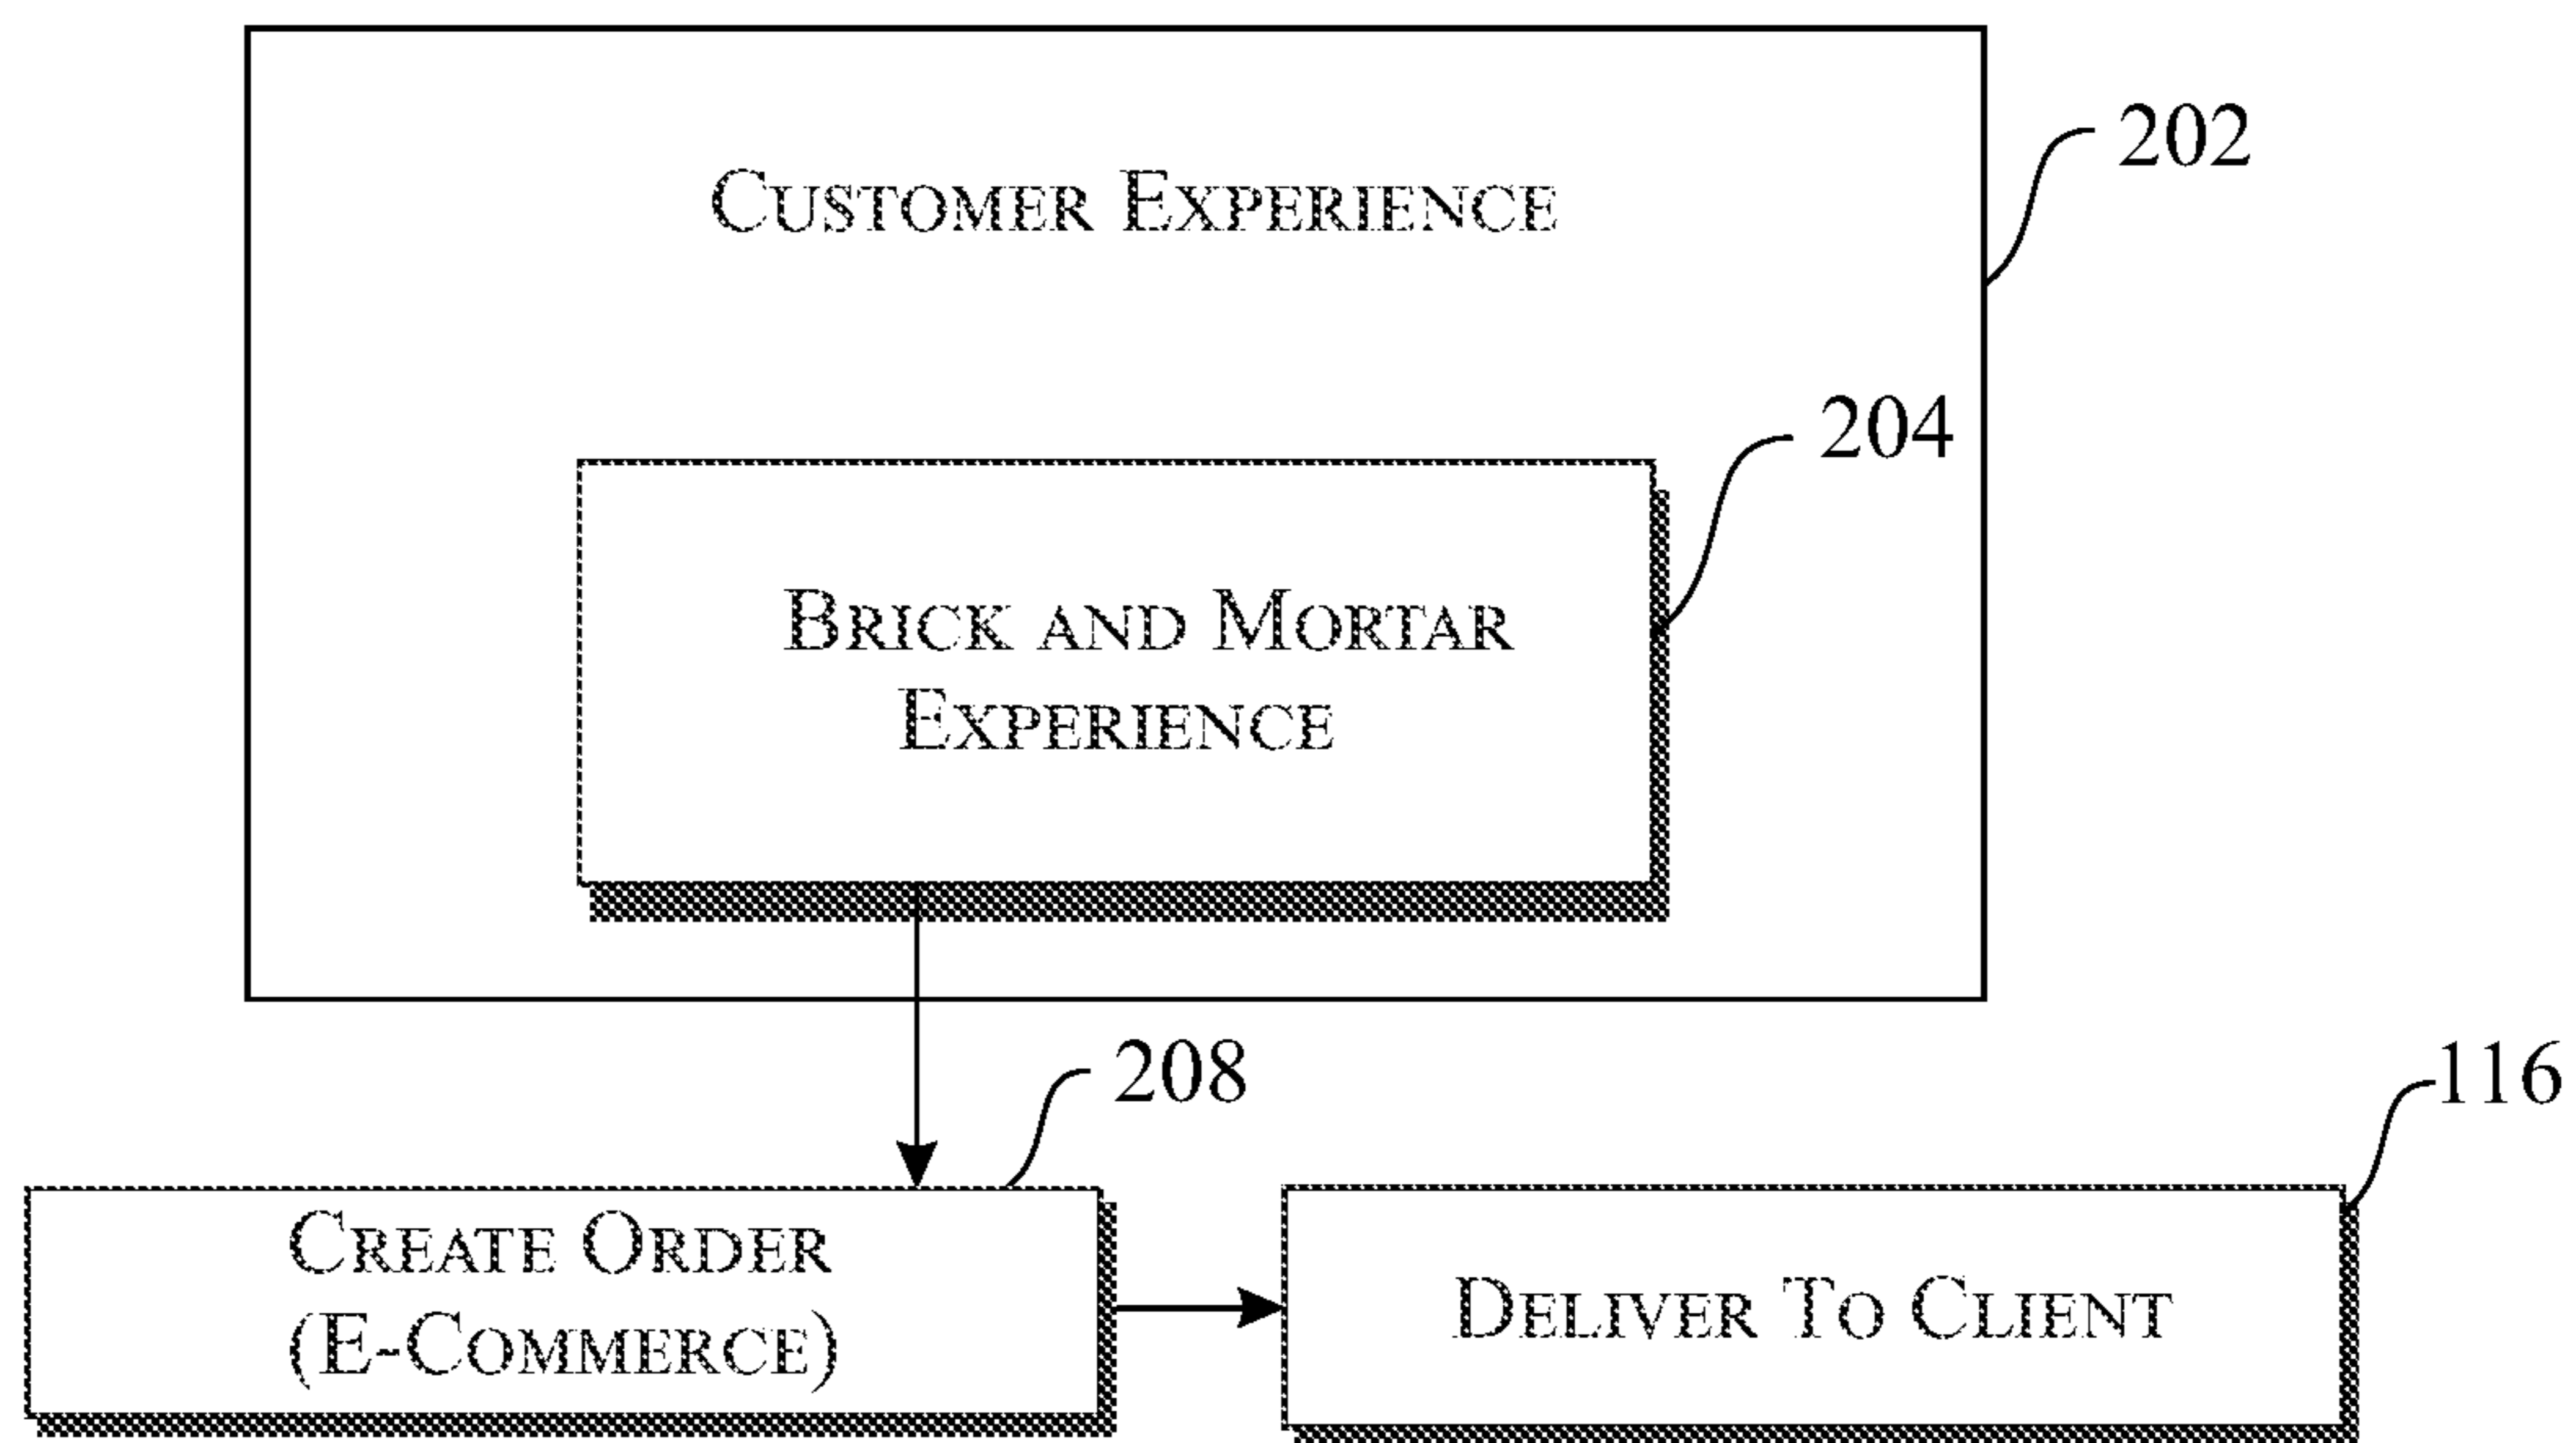 CUSTOMER EXPERIENCE
202
204
BRICK AND MORTAR
EXPERIENCE
208
116
CREATE ORDER
(E-COMMERCE)
DELIVER TO CLIENT